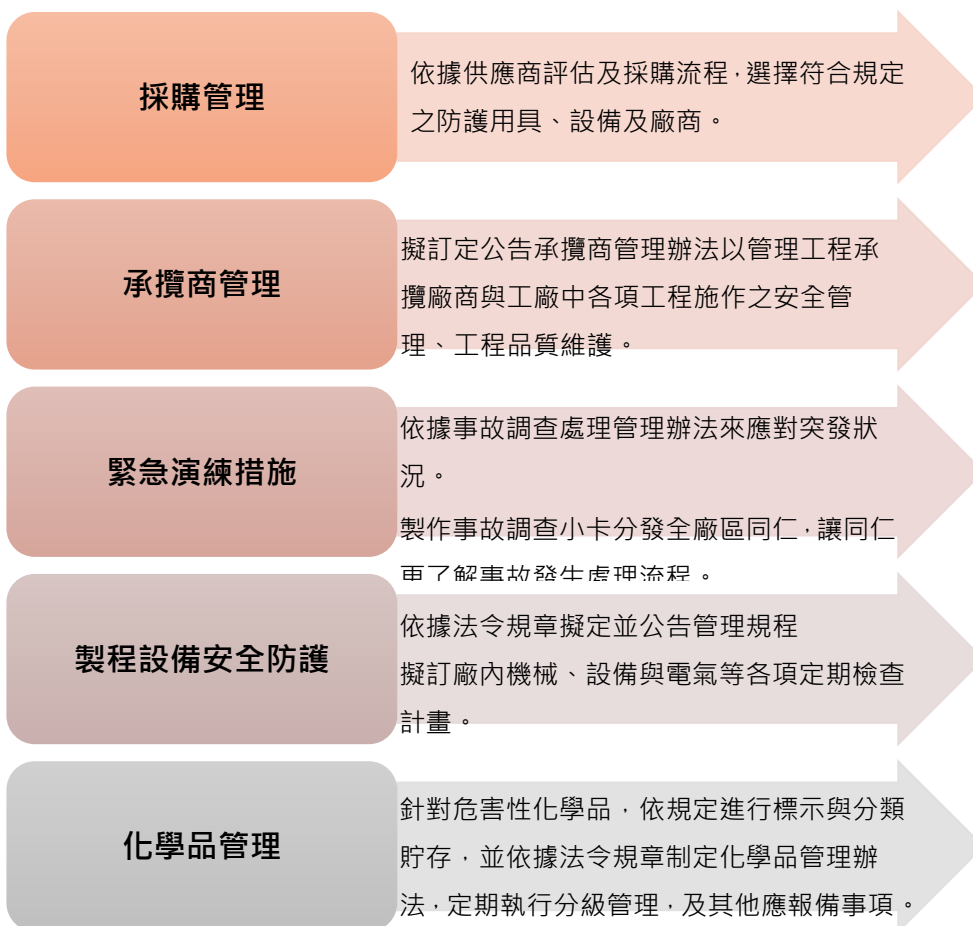 採購管理
依據供應商評估及採購流程，選擇符合規定
之防護用具、設備及廠商。
承攬商管理
擬訂定公告承攬商管理辦法以管理工程承
攬廠商與工廠中各項工程施作之安全管
理、工程品質維護。
緊急演練措施
依據事故調查處理管理辦法來應對突發狀
況。
製作事故調查小卡分發全廠區同仁，讓同仁
更了解事故發生處理流程。
製程設備安全防護
依據法令規章擬定並公告管理規程
擬訂廠內機械、設備與電氣等各項定期檢查
計畫。
化學品管理
針對危害性化學品，依規定進行標示與分類
貯存，並依據法令規章制定化學品管理辦
法，定期執行分級管理，及其他應報備事項。